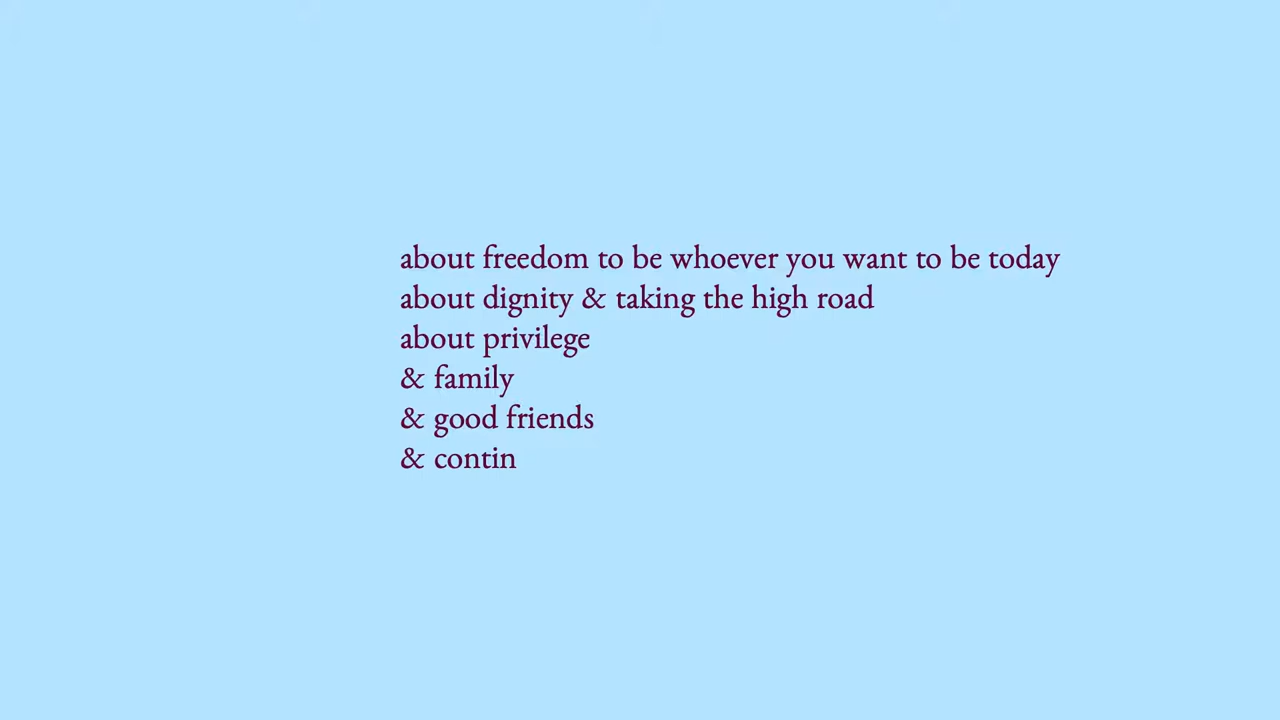 about freedom to be whoever you want to be today
about dignity & taking the high road
about privilege
& family
& good friends
& contin